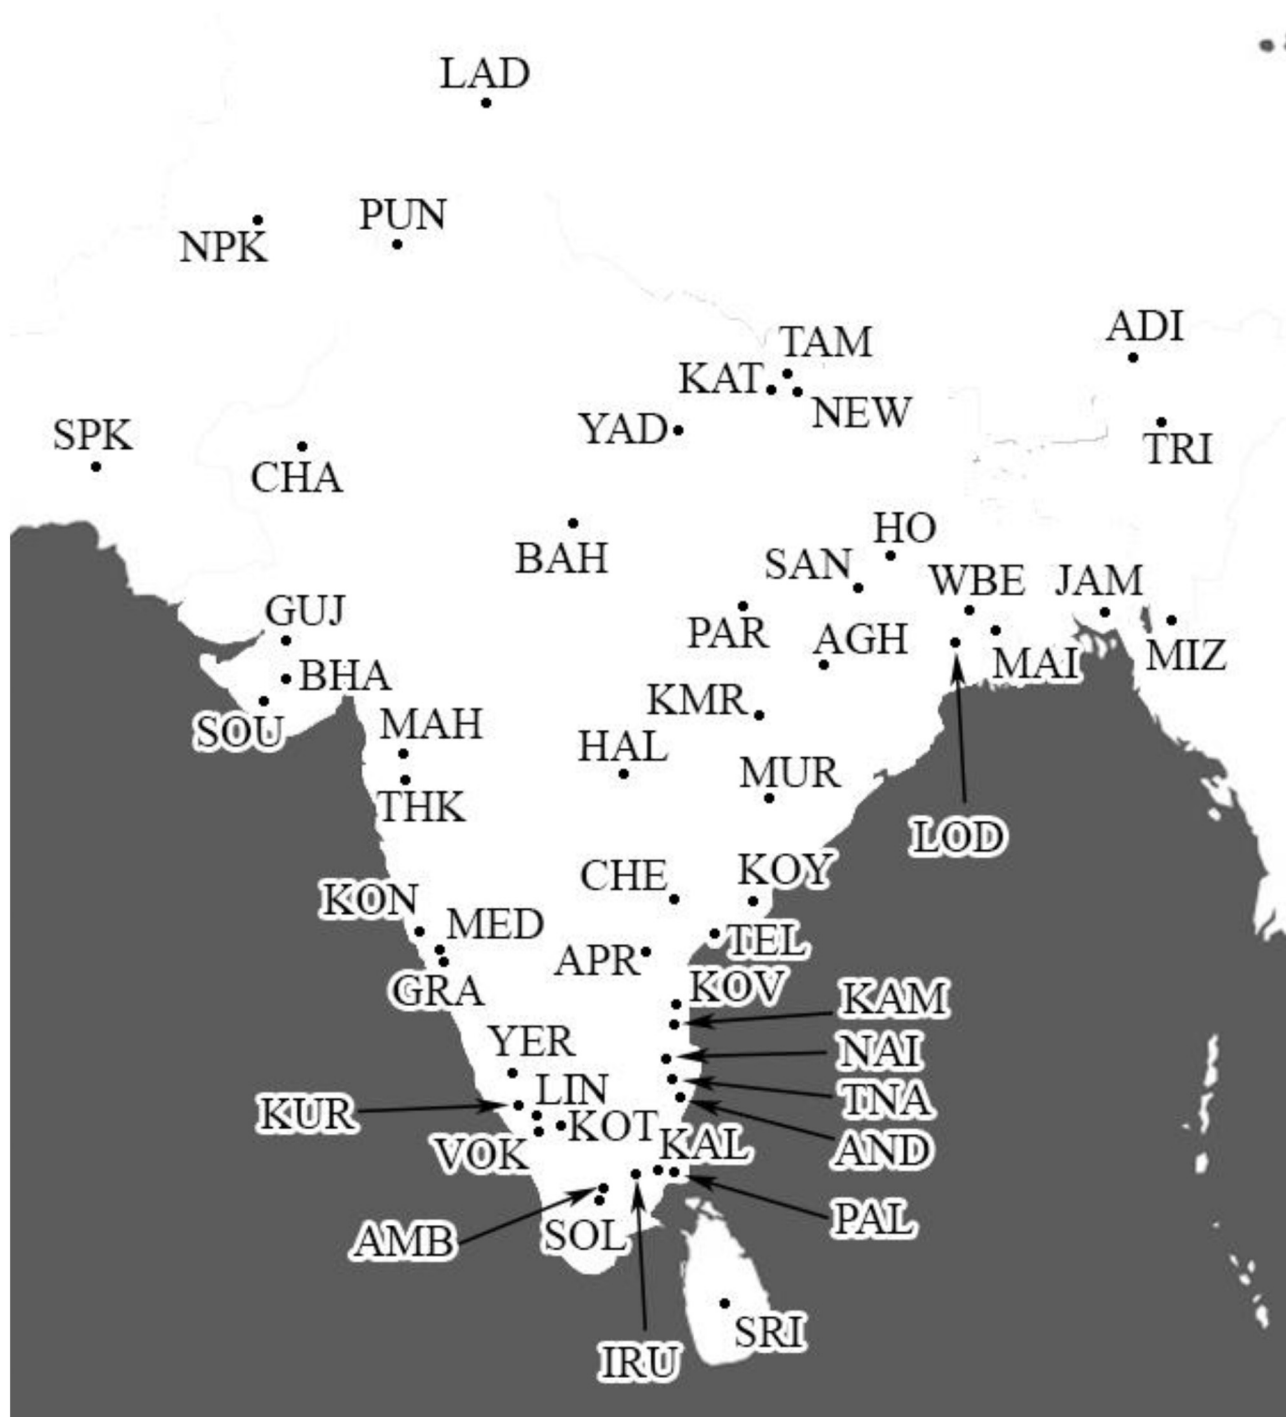 LAD
PUN
NPK
ADI
TAM
KAT
NEW
YAD
SPK
TRI
CHA
HO
BAH
SAN
WBE
JAM
GUJ
PAR
AGH
MAI
MIZ
BHA
KMR
SOU
MAH
HAL
MUR
THK
LOD
CHE
KOY
KON
MED
TEL
APR
GRA
KOV
KAM
YER
NAI
LIN
TNA
KUR
KOT
KAL
AND
VOK
PAL
AMB
SOL
SRI
IRU